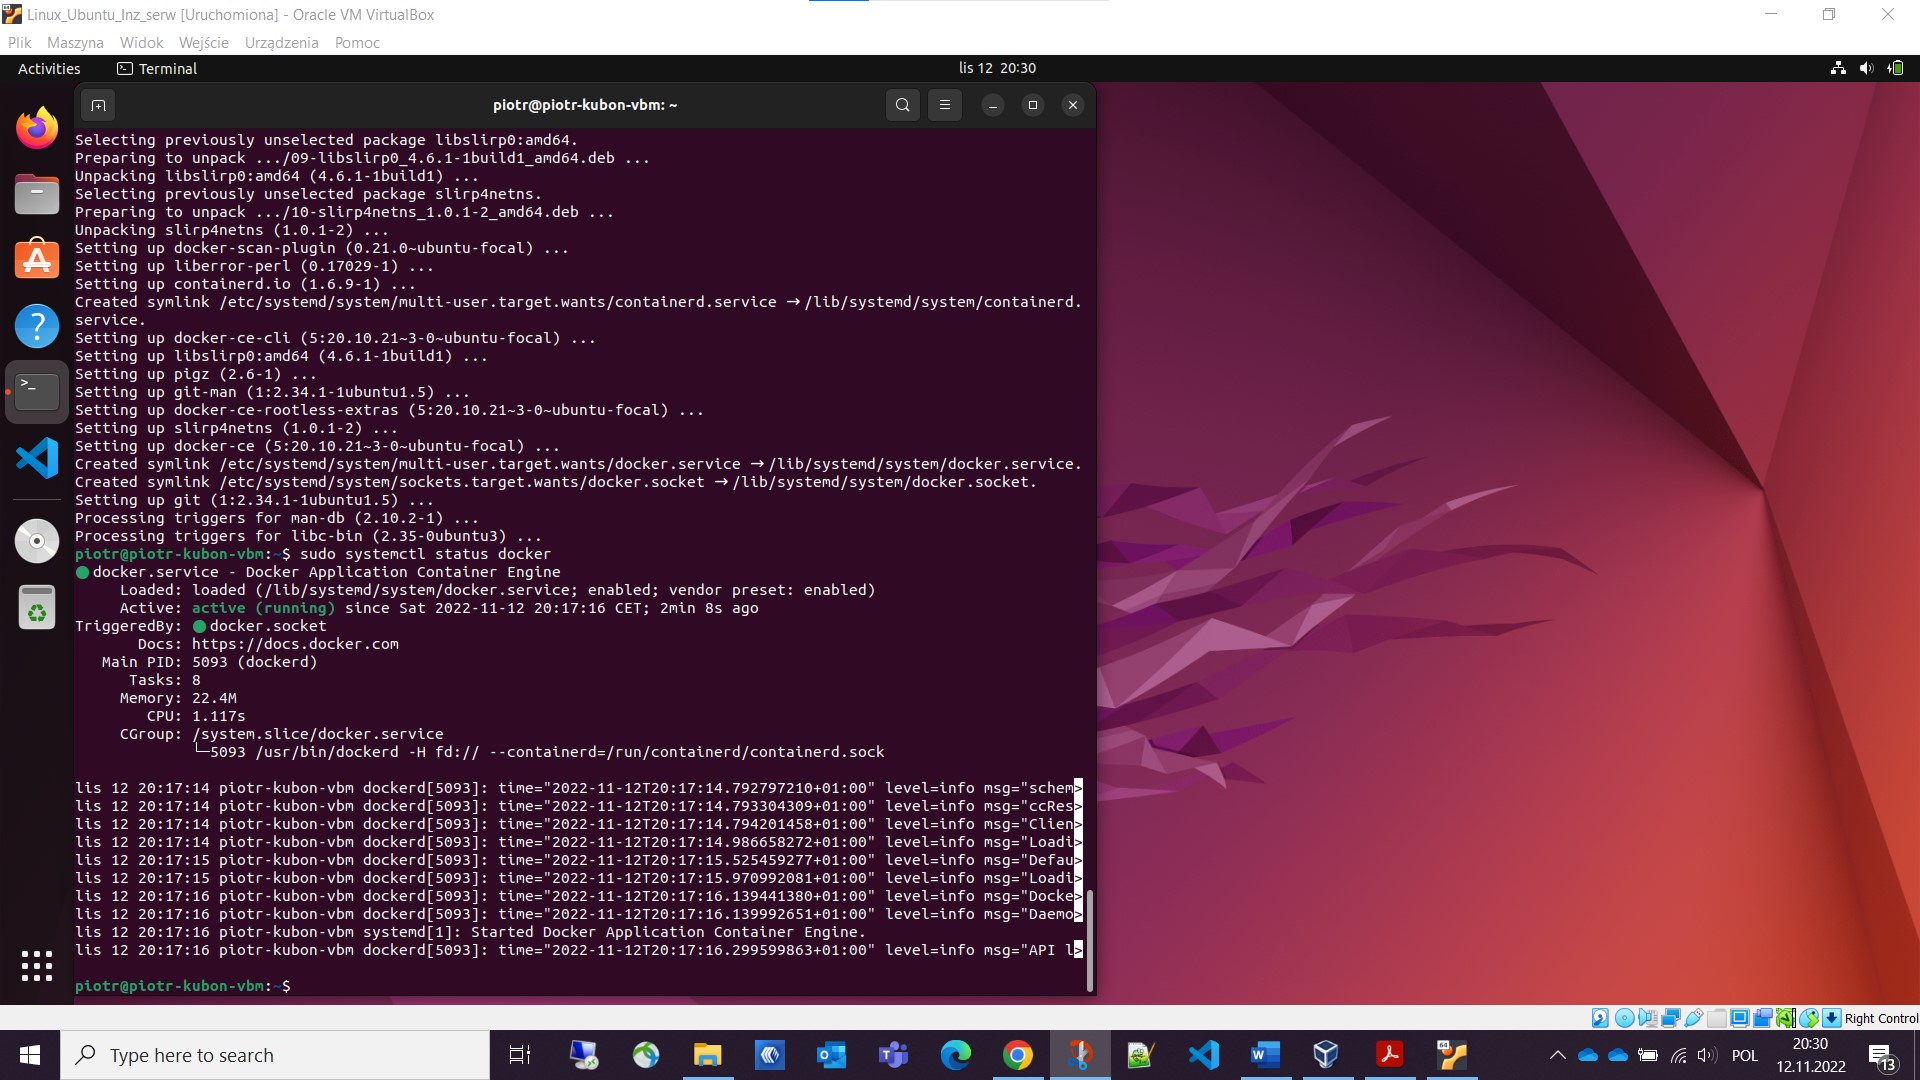 Linux_Ubuntu_Inz_serw [Uruchomiona] - Oracle VM VirtualBox
Plik Maszyna Widok Wejście Urządzenia Pomoc
Activities Terminal lis 12 20:30
piotr@piotr-kubon-vbm: ~
Selecting previously unselected package libslirp0:amd64.
Preparing to unpack .../09-libslirp0_4.6.1-1build1_amd64.deb ...
Unpacking libslirp0:amd64 (4.6.1-1build1) ...
Selecting previously unselected package slirp4netns.
Preparing to unpack .../10-slirp4netns_1.0.1-2_amd64.deb ...
Unpacking slirp4netns (1.0.1-2) ...
Setting up docker-scan-plugin (0.21.0~ubuntu-focal) ...
Setting up liberror-perl (0.17029-1) ...
Setting up containerd.io (1.6.9-1) ...
Created symlink /etc/systemd/system/multi-user.target.wants/containerd.service → /lib/systemd/system/containerd.
service.
Setting up docker-ce-cli (5:20.10.21~3-0~ubuntu-focal) ...
Setting up libslirp0:amd64 (4.6.1-1build1) ...
Setting up pigz (2.6-1) ...
Setting up git-man (1:2.34.1-1ubuntu1.5) ...
Setting up docker-ce-rootless-extras (5:20.10.21~3-0~ubuntu-focal) ...
Setting up slirp4netns (1.0.1-2) ...
Setting up docker-ce (5:20.10.21~3-0~ubuntu-focal) ...
Created symlink /etc/systemd/system/multi-user.target.wants/docker.service → /lib/systemd/system/docker.service.
Created symlink /etc/systemd/system/sockets.target.wants/docker.socket → /lib/systemd/system/docker.socket.
Setting up git (1:2.34.1-1ubuntu1.5) ...
Processing triggers for man-db (2.10.2-1) ...
Processing triggers for libc-bin (2.35-0ubuntu3) ...
piotr@piotr-kubon-vbm:~$ sudo systemctl status docker
● docker.service - Docker Application Container Engine
Loaded: loaded (/lib/systemd/system/docker.service; enabled; vendor preset: enabled)
Active: active (running) since Sat 2022-11-12 20:17:16 CET; 2min 8s ago
TriggeredBy: ● docker.socket
Docs: https://docs.docker.com
Main PID: 5093 (dockerd)
Tasks: 8
Memory: 22.4M
CPU: 1.117s
CGroup: /system.slice/docker.service
└─5093 /usr/bin/dockerd -H fd:// --containerd=/run/containerd/containerd.sock
lis 12 20:17:14 piotr-kubon-vbm dockerd[5093]: time="2022-11-12T20:17:14.792797210+01:00" level=info msg="schem>
lis 12 20:17:14 piotr-kubon-vbm dockerd[5093]: time="2022-11-12T20:17:14.793304309+01:00" level=info msg="ccRes>
lis 12 20:17:14 piotr-kubon-vbm dockerd[5093]: time="2022-11-12T20:17:14.794201458+01:00" level=info msg="Clien>
lis 12 20:17:14 piotr-kubon-vbm dockerd[5093]: time="2022-11-12T20:17:14.986658272+01:00" level=info msg="Loadi>
lis 12 20:17:15 piotr-kubon-vbm dockerd[5093]: time="2022-11-12T20:17:15.525459277+01:00" level=info msg="Defau>
lis 12 20:17:15 piotr-kubon-vbm dockerd[5093]: time="2022-11-12T20:17:15.970992081+01:00" level=info msg="Loadi>
lis 12 20:17:16 piotr-kubon-vbm dockerd[5093]: time="2022-11-12T20:17:16.139441380+01:00" level=info msg="Docke>
lis 12 20:17:16 piotr-kubon-vbm dockerd[5093]: time="2022-11-12T20:17:16.139992651+01:00" level=info msg="Daemo>
lis 12 20:17:16 piotr-kubon-vbm systemd[1]: Started Docker Application Container Engine.
lis 12 20:17:16 piotr-kubon-vbm dockerd[5093]: time="2022-11-12T20:17:16.299599863+01:00" level=info msg="API l>
piotr@piotr-kubon-vbm:~$
Right Control
Type here to search
POL
20:30
12.11.2022
13